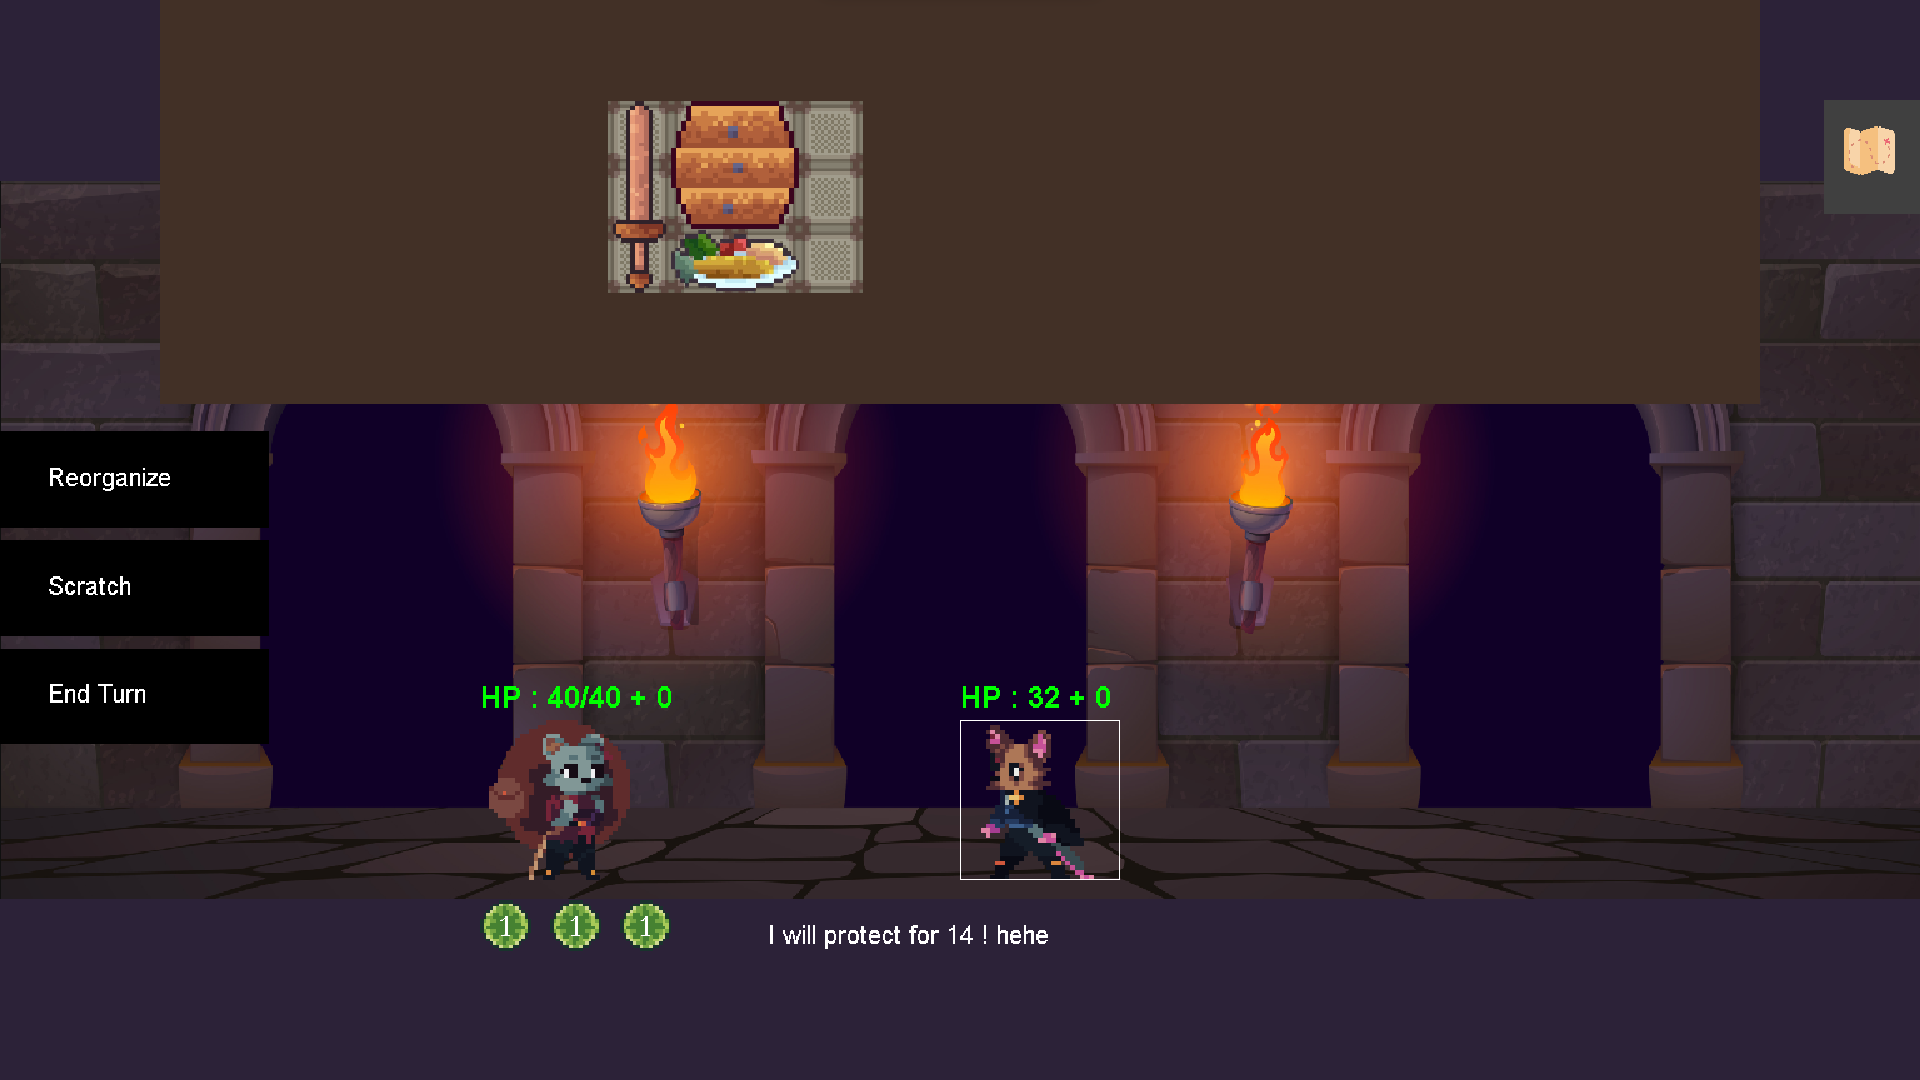 Reorganize
Scratch
End Turn
HP : 40/40 + 0
HP : 32 + 0
1 1 1
I will protect for 14 ! hehe